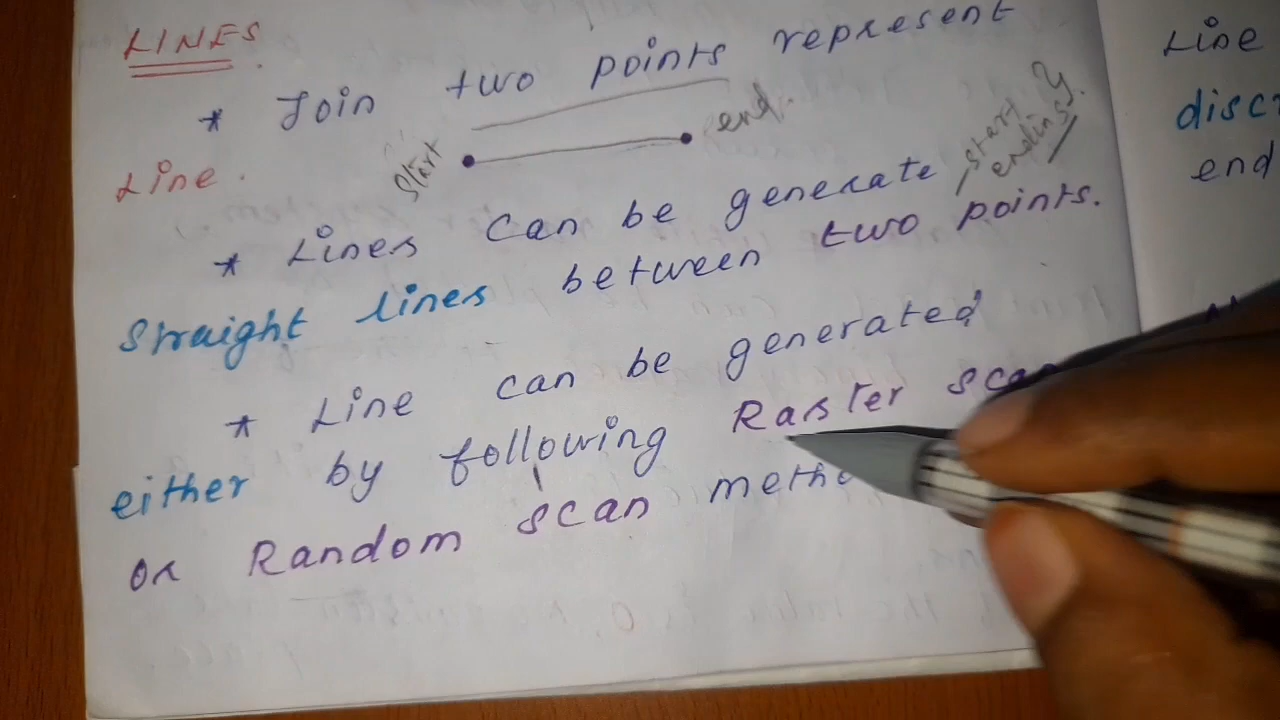 LINES.
* Join two points represent
Line.
start end.
* Lines can be generate
start
ending
straight lines between two points.
* Line can be generated
either by following Raster scan
or Random scan
Line
disc
end